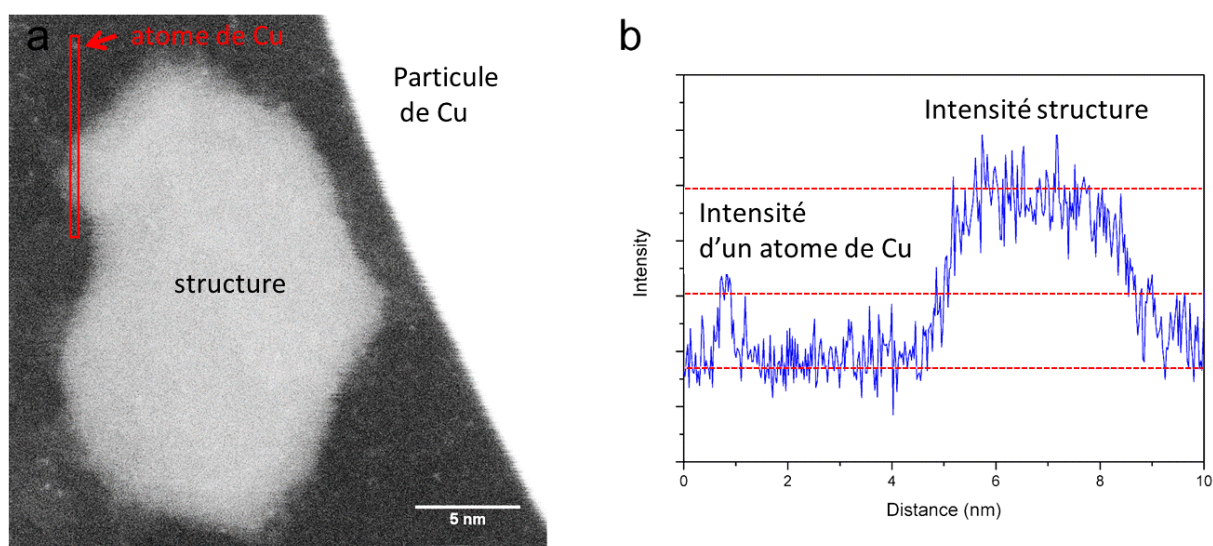 a
atome de Cu
Particule
de Cu
structure
5 nm
b
Intensité structure
Intensité
d’un atome de Cu
Intensity
0
2
4
6
8
10
Distance (nm)